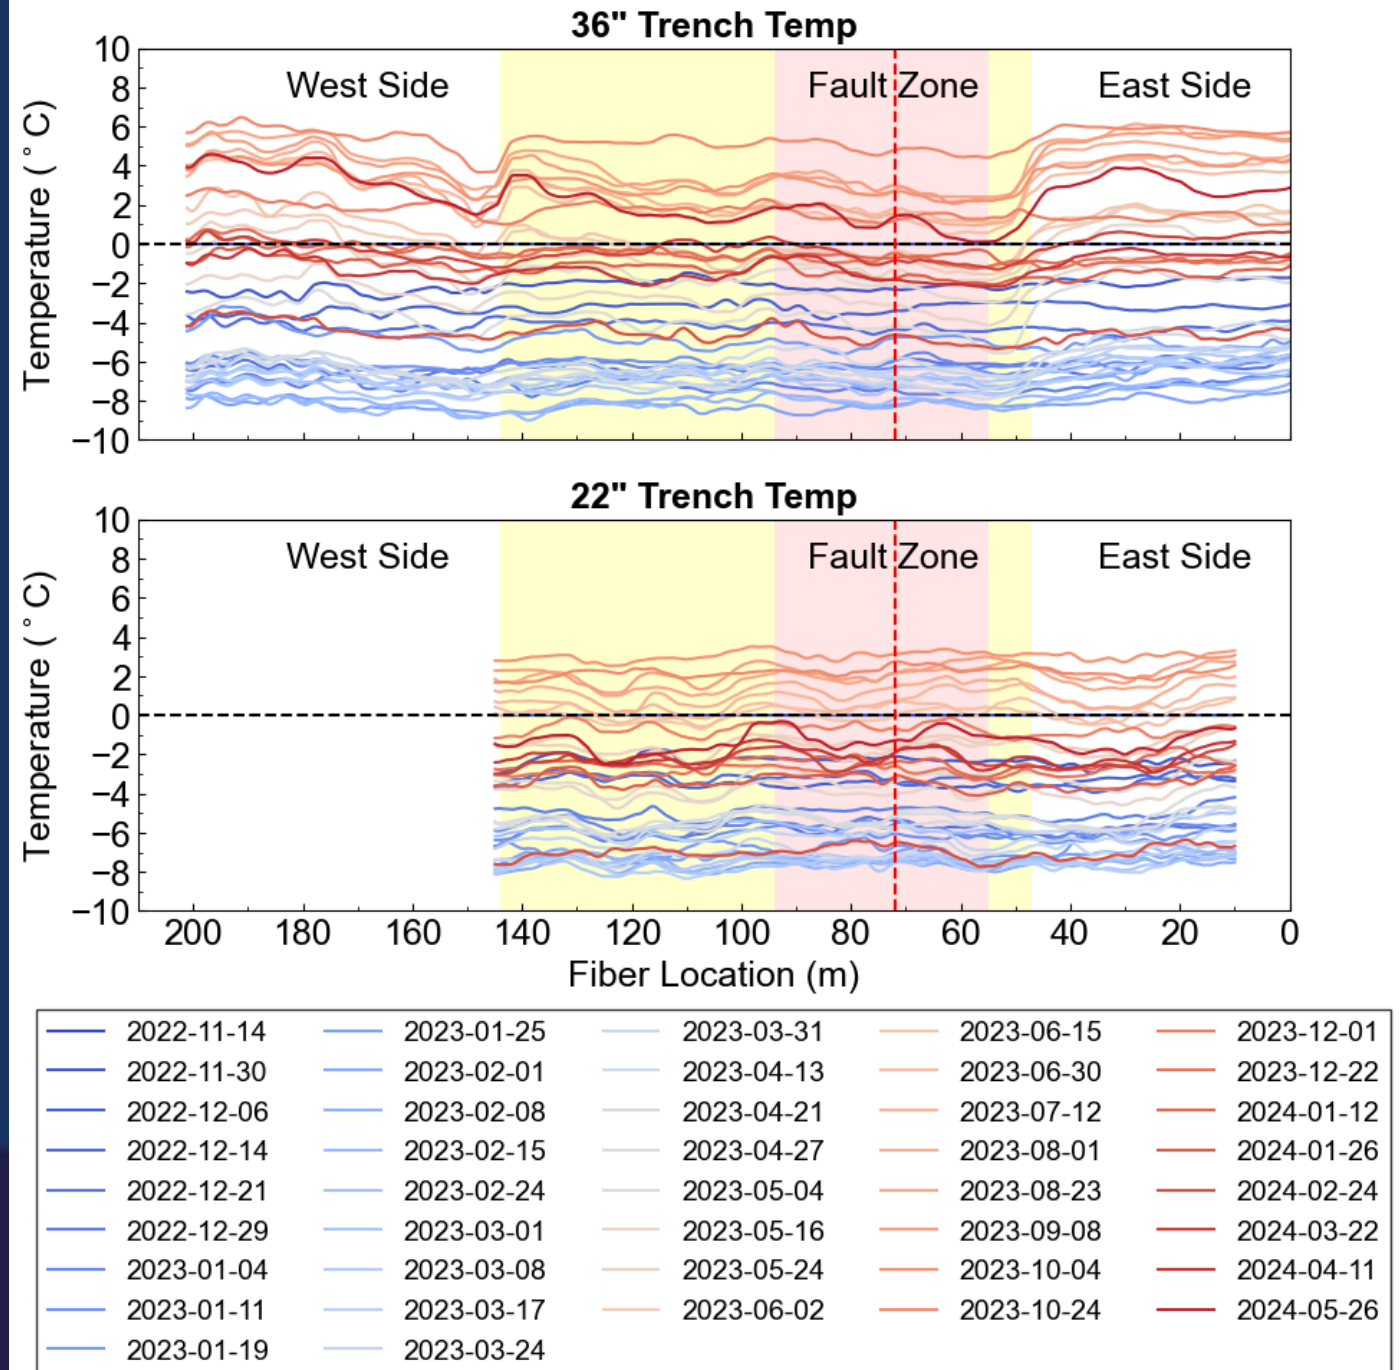 36" Trench Temp
10
8
6
4
2
0
−2
−4
−6
−8
−10
Temperature (°C)
West Side
Fault Zone
East Side
22" Trench Temp
10
8
6
4
2
0
−2
−4
−6
−8
−10
Temperature (°C)
West Side
Fault Zone
East Side
200 180 160 140 120 100 80 60 40 20 0
Fiber Location (m)
2022-11-14 2023-01-25 2023-03-31 2023-06-15 2023-12-01
2022-11-30 2023-02-01 2023-04-13 2023-06-30 2023-12-22
2022-12-06 2023-02-08 2023-04-21 2023-07-12 2024-01-12
2022-12-14 2023-02-15 2023-04-27 2023-08-01 2024-01-26
2022-12-21 2023-02-24 2023-05-04 2023-08-23 2024-02-24
2022-12-29 2023-03-01 2023-05-16 2023-09-08 2024-03-22
2023-01-04 2023-03-08 2023-05-24 2023-10-04 2024-04-11
2023-01-11 2023-03-17 2023-06-02 2023-10-24 2024-05-26
2023-01-19 2023-03-24